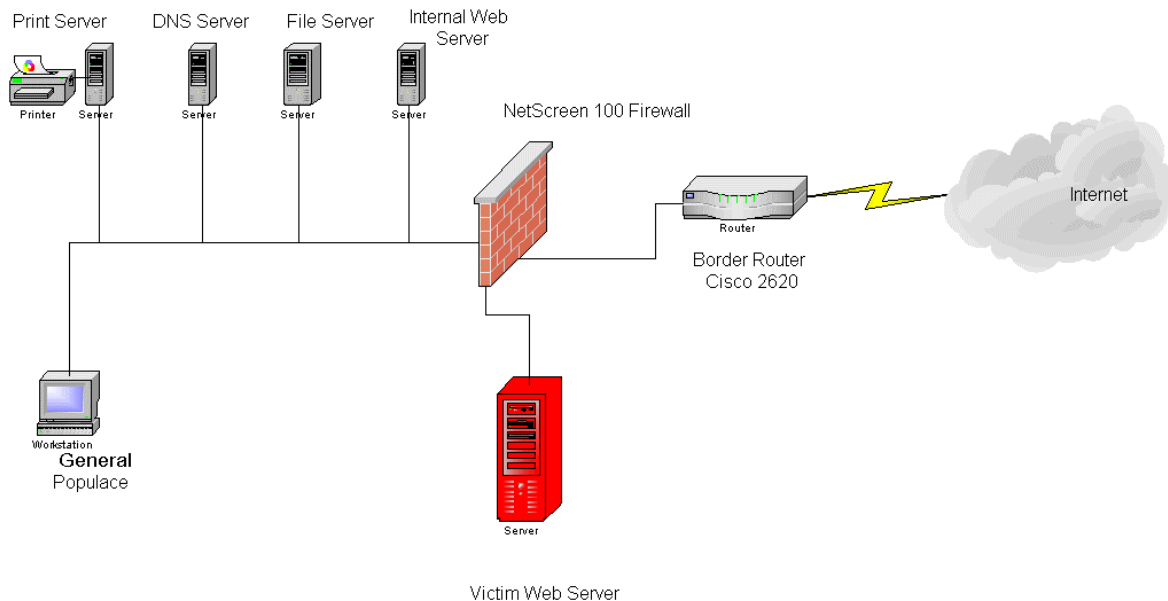 Print Server
DNS Server
File Server
Internal Web
Server
Printer
Server
Server
Server
Server
NetScreen 100 Firewall
Internet
Router
Border Router
Cisco 2620
Workstation
General
Populace
Server
Victim Web Server